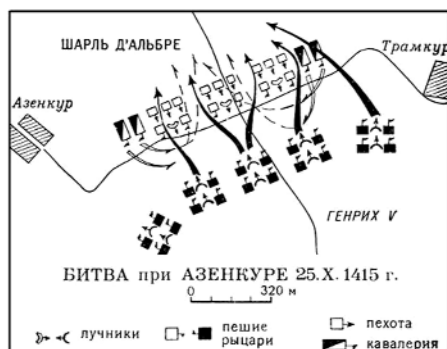 ШАРЛЬ Д'АЛЬБРЕ
Трамкур
Азенкур
ГЕНРИХ V
БИТВА при АЗЕНКУРЕ 25.X.1415 г.
0 320 м
лучники
пешие
рыцари
пехота
кавалерия